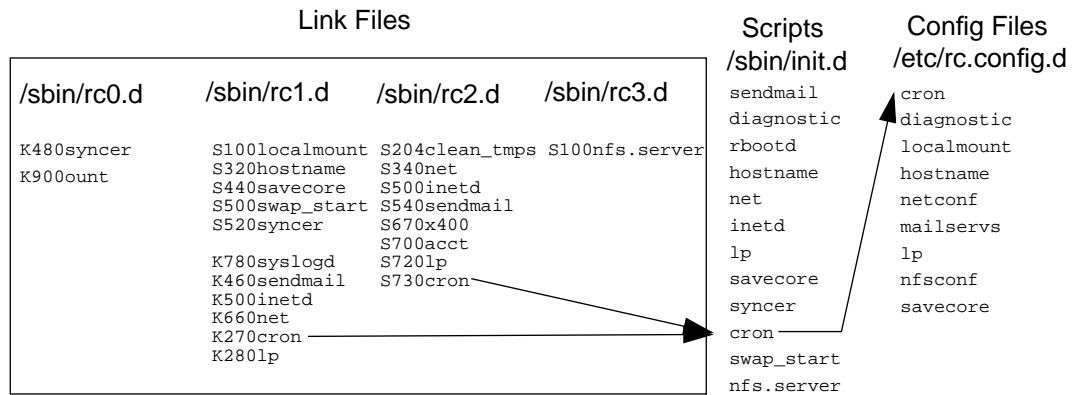 Link Files
Scripts
/sbin/init.d
Config Files
/etc/rc.config.d
/sbin/rc0.d
/sbin/rc1.d
/sbin/rc2.d
/sbin/rc3.d
K480syncer
K900ount
S100localmount
S320hostname
S440savecore
S500swap_start
S520syncer
K780syslogd
K460sendmail
K500inetd
K660net
K270cron
K280lp
S204clean_tmps
S340net
S500inetd
S540sendmail
S670x400
S700acct
S720lp
S730cron
S100nfs.server
sendmail
diagnostic
rbootd
hostname
net
inetd
lp
savecore
syncer
cron
swap_start
nfs.server
cron
diagnostic
localmount
hostname
netconf
mailservs
lp
nfsconf
savecore